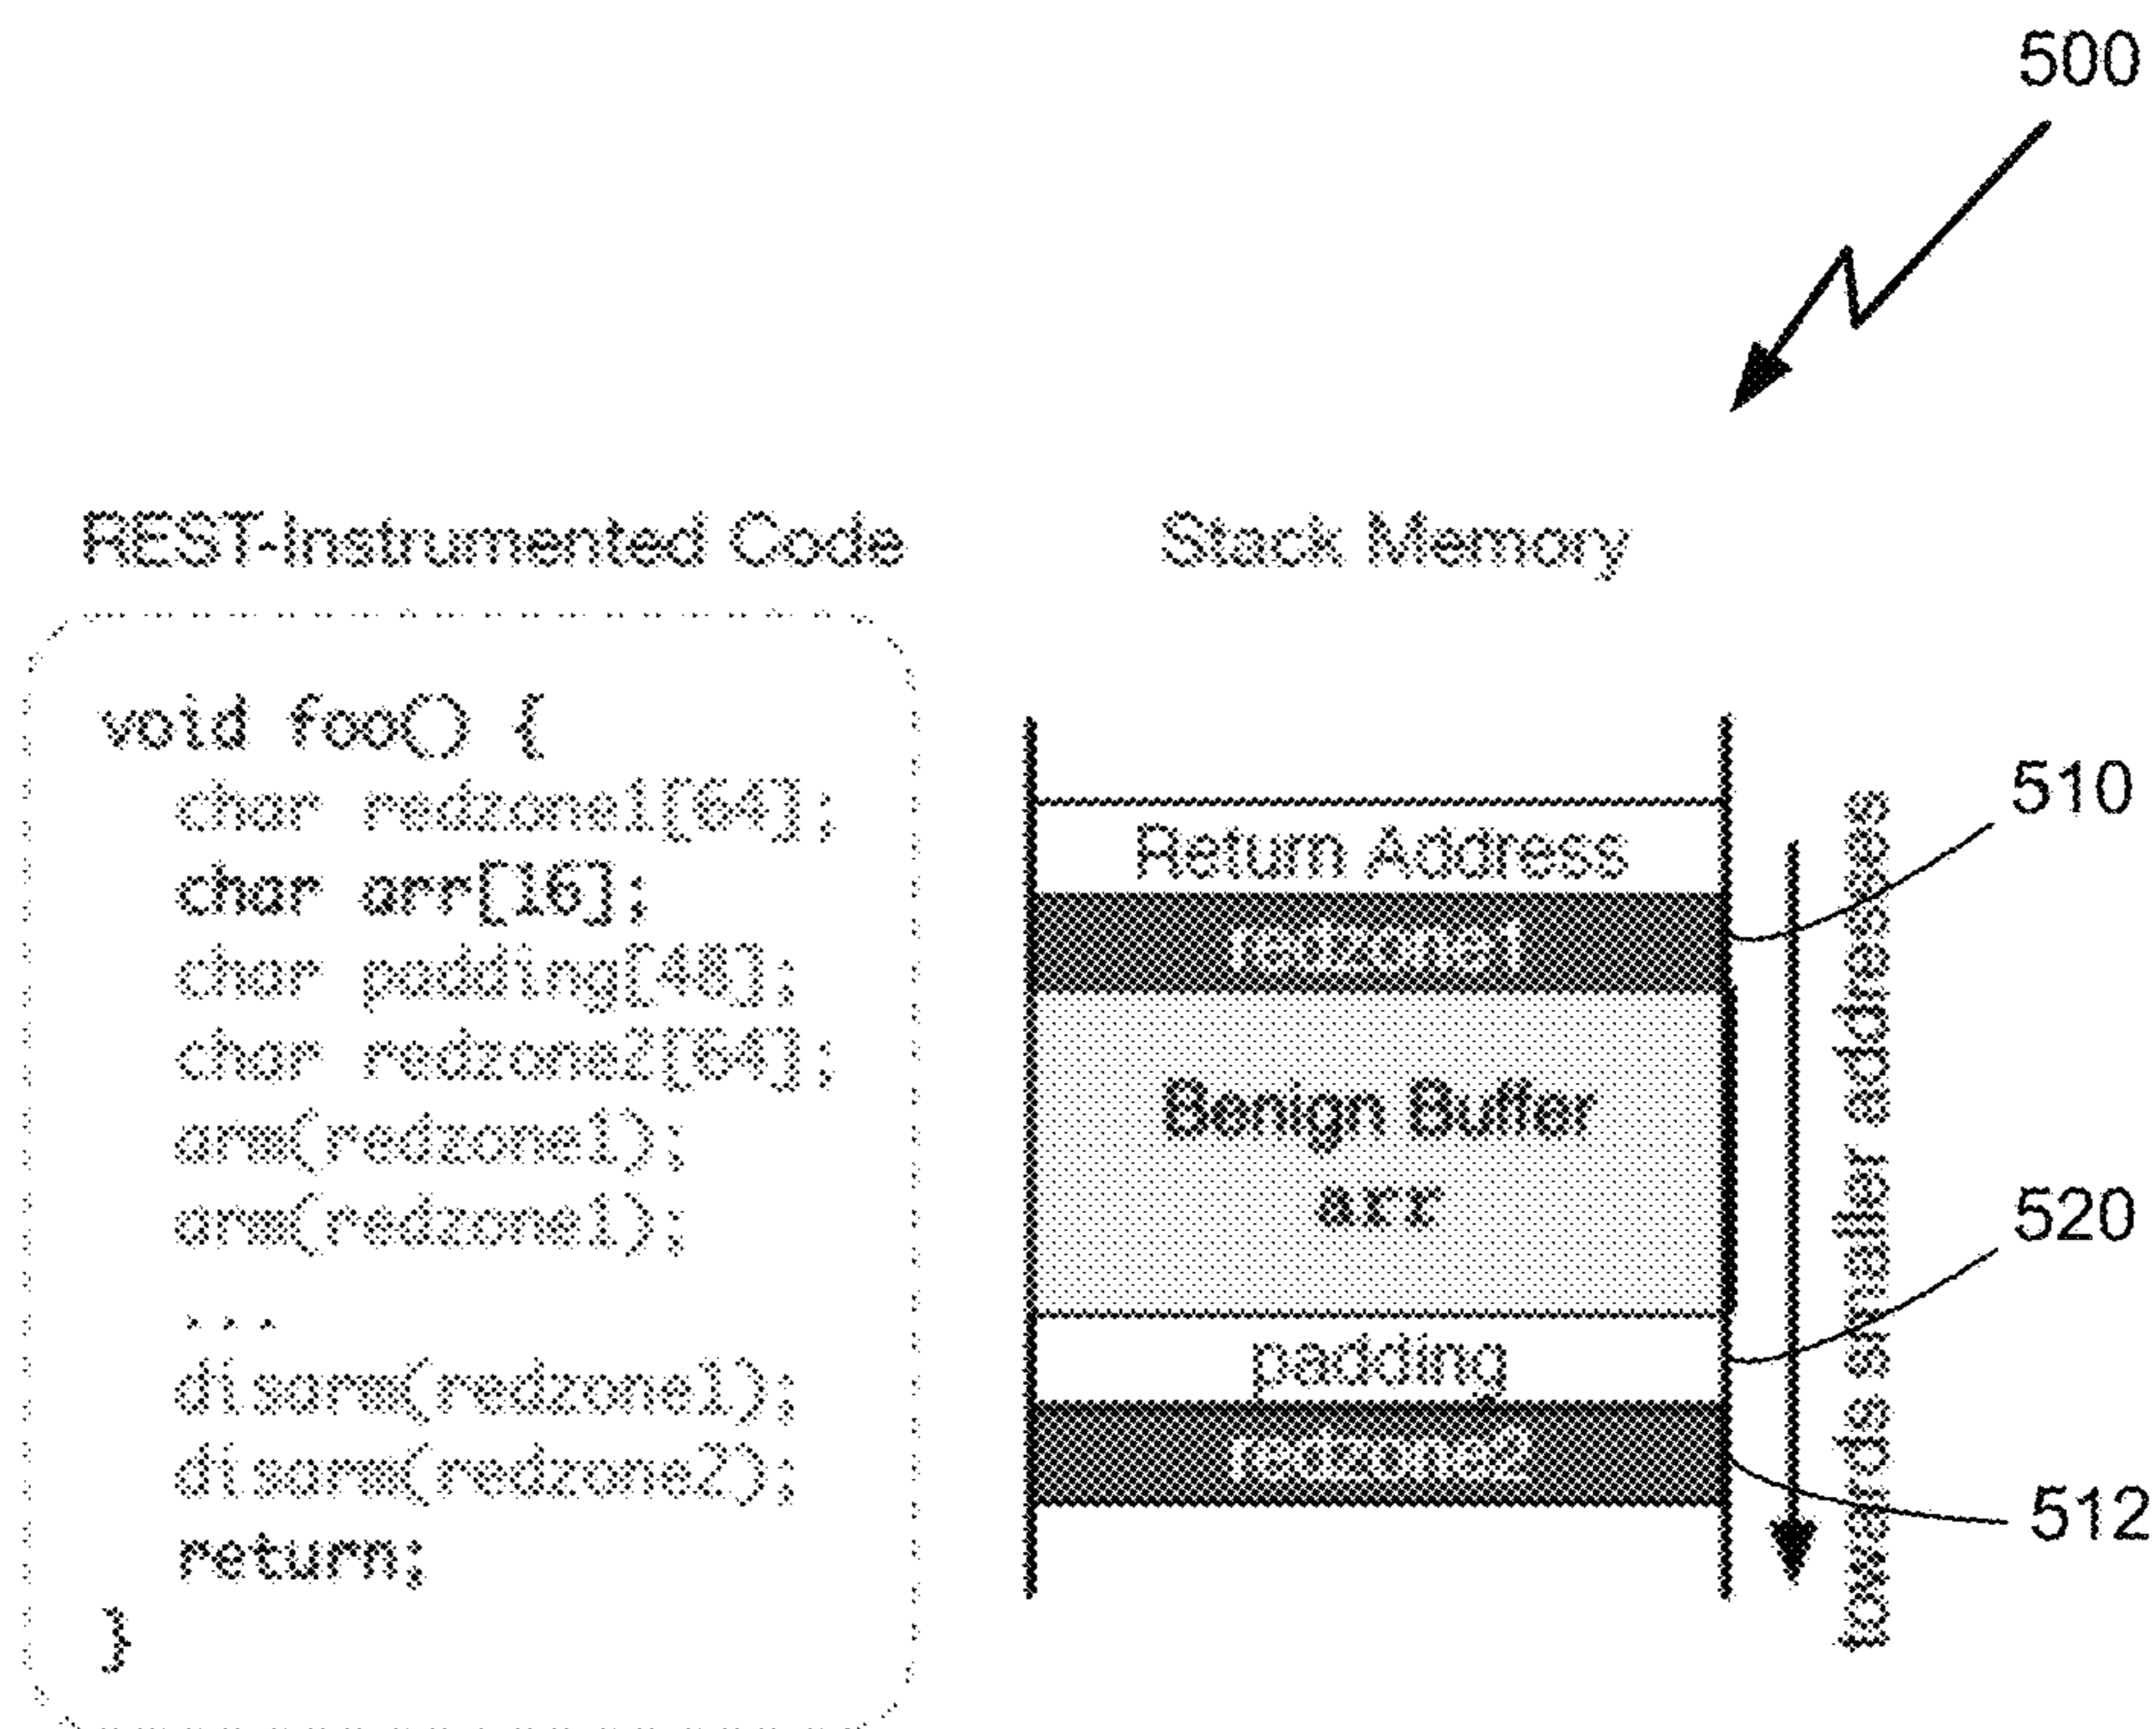 500
REST-Instrumented Code
void foo() {
char redzone1[64];
char arr[16];
char padding[48];
char redzone2[64];
arm(redzone1);
arm(redzone1);
...
disarm(redzone1);
disarm(redzone2);
return;
}
Stack Memory
Return Address
redzone1
Benign Buffer
arr
padding
redzone2
towards smaller addresses
510
520
512